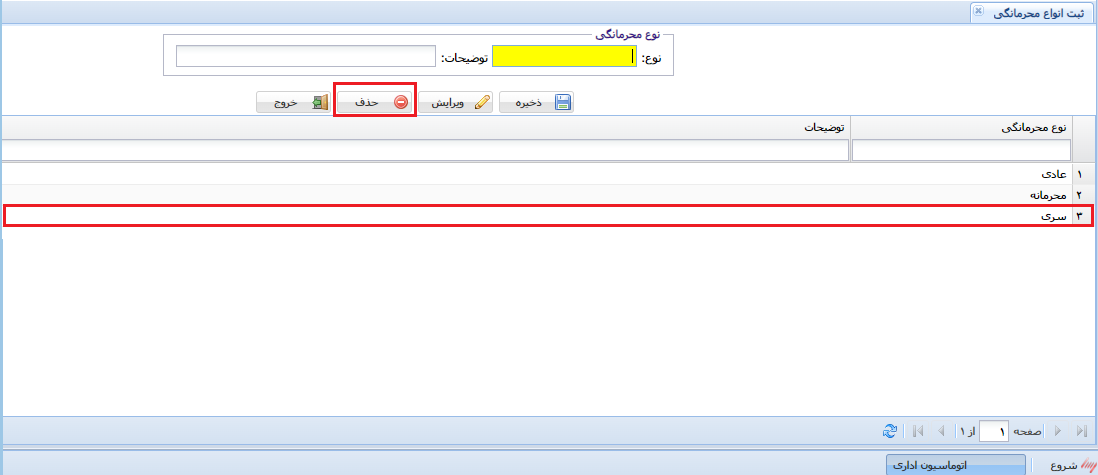 ثبت انواع محرمانگی
نوع محرمانگی
نوع: توضیحات:
ذخیره ویرایش حذف خروج
نوع محرمانگی توضیحات
۱ عادی
۲ محرمانه
۳ سری
صفحه ۱ از ۱
شروع اتوماسیون اداری